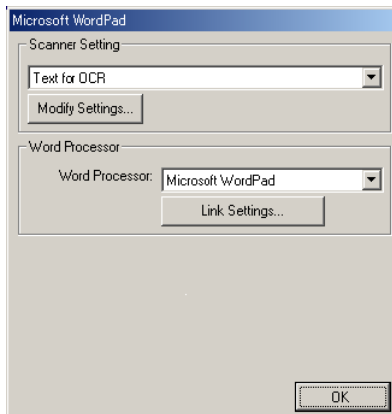 Microsoft WordPad
Scanner Setting
Text for OCR
Modify Settings...
Word Processor
Word Processor: Microsoft WordPad
Link Settings...
OK